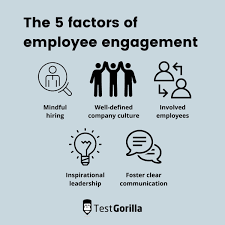 The 5 factors of
employee engagement
Mindful
hiring
Well-defined
company culture
Involved
employees
Inspirational
leadership
Foster clear
communication
TestGorilla